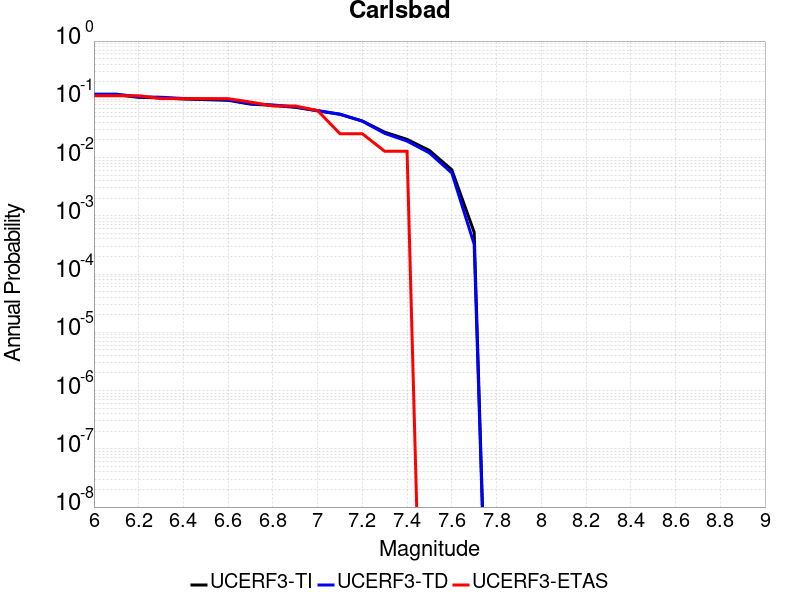 Carlsbad
10^0
10^-1
10^-2
10^-3
10^-4
10^-5
10^-6
10^-7
10^-8
Annual Probability
6 6.2 6.4 6.6 6.8 7 7.2 7.4 7.6 7.8 8 8.2 8.4 8.6 8.8 9
Magnitude
UCERF3-TI UCERF3-TD UCERF3-ETAS